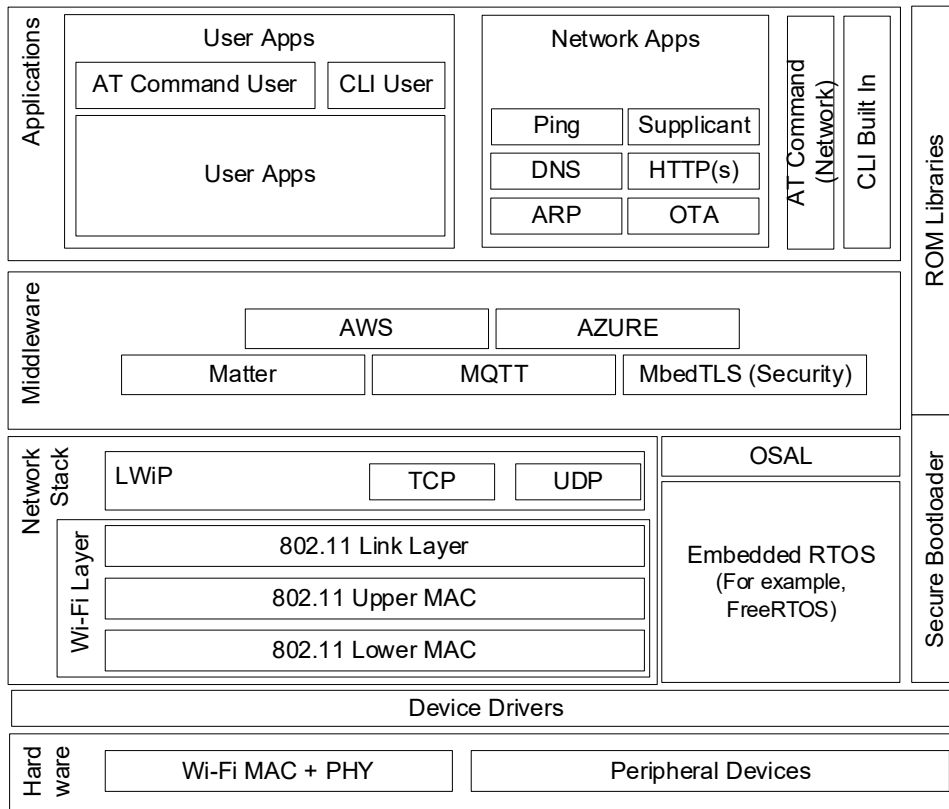 Applications
User Apps
AT Command User
CLI User
User Apps
Network Apps
Ping
Supplicant
DNS
HTTP(s)
ARP
OTA
AT Command
(Network)
CLI Built In
ROM Libraries
Middleware
AWS
AZURE
Matter
MQTT
MbedTLS (Security)
Network
Stack
LWiP
TCP
UDP
Wi-Fi Layer
802.11 Link Layer
802.11 Upper MAC
802.11 Lower MAC
OSAL
Embedded RTOS
(For example,
FreeRTOS)
Secure Bootloader
Device Drivers
Hard
ware
Wi-Fi MAC + PHY
Peripheral Devices